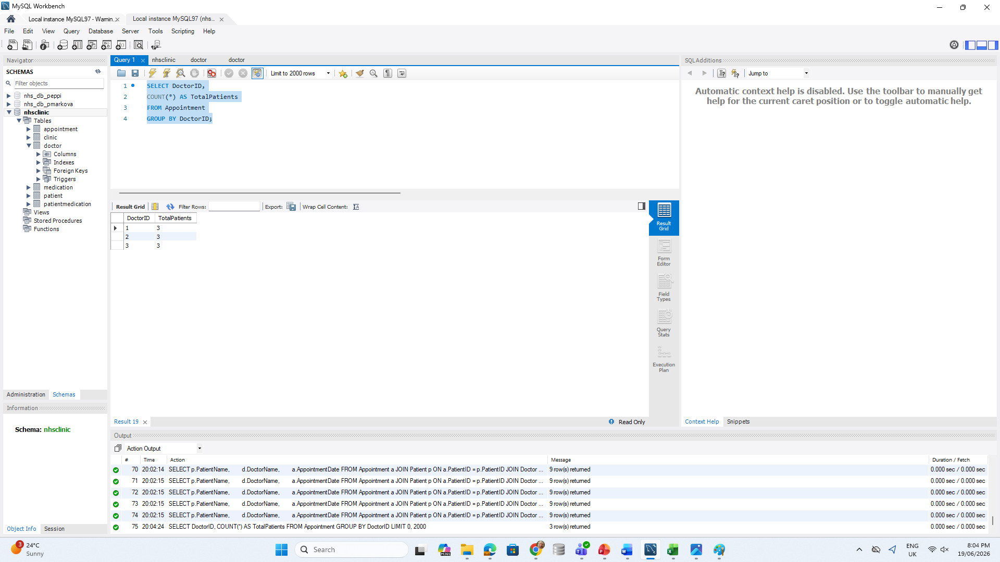 MySQL Workbench
Local instance MySQL97 - Warnin...
Local instance MySQL97 (nhs...
File Edit View Query Database Server Tools Scripting Help
Navigator
SCHEMAS
Filter objects
nhs_db_peppi
nhs_db_pmarkova
nhsclinic
Tables
appointment
clinic
doctor
Columns
Indexes
Foreign Keys
Triggers
medication
patient
patientmedication
Views
Stored Procedures
Functions
Administration Schemas
Information
Schema: nhsclinic
Object Info Session
Query 1 nhsclinic doctor doctor
Limit to 2000 rows
1 SELECT DoctorID,
2 COUNT(*) AS TotalPatients
3 FROM Appointment
4 GROUP BY DoctorID;
Result Grid Filter Rows: Export: Wrap Cell Content:
DoctorID TotalPatients
1 3
2 3
3 3
Result Grid
Form Editor
Field Types
Query Stats
Execution Plan
Result 19
Read Only
SQLAdditions
Jump to
Automatic context help is disabled. Use the toolbar to manually get
help for the current caret position or to toggle automatic help.
Context Help Snippets
Output
Action Output
# Time Action Message Duration / Fetch
70 20:02:14 SELECT p.PatientName, d.DoctorName, a.AppointmentDate FROM Appointment a JOIN Patient p ON a.PatientID = p.PatientID JOIN Doctor ... 9 row(s) returned 0.000 sec / 0.000 sec
71 20:02:15 SELECT p.PatientName, d.DoctorName, a.AppointmentDate FROM Appointment a JOIN Patient p ON a.PatientID = p.PatientID JOIN Doctor ... 9 row(s) returned 0.000 sec / 0.000 sec
72 20:02:15 SELECT p.PatientName, d.DoctorName, a.AppointmentDate FROM Appointment a JOIN Patient p ON a.PatientID = p.PatientID JOIN Doctor ... 9 row(s) returned 0.000 sec / 0.000 sec
73 20:02:15 SELECT p.PatientName, d.DoctorName, a.AppointmentDate FROM Appointment a JOIN Patient p ON a.PatientID = p.PatientID JOIN Doctor ... 9 row(s) returned 0.000 sec / 0.000 sec
74 20:02:15 SELECT p.PatientName, d.DoctorName, a.AppointmentDate FROM Appointment a JOIN Patient p ON a.PatientID = p.PatientID JOIN Doctor ... 9 row(s) returned 0.000 sec / 0.000 sec
75 20:04:24 SELECT DoctorID, COUNT(*) AS TotalPatients FROM Appointment GROUP BY DoctorID LIMIT 0, 2000 3 row(s) returned 0.000 sec / 0.000 sec
3
24°C
Sunny
Search
M365
ENG
UK
8:04 PM
19/06/2026